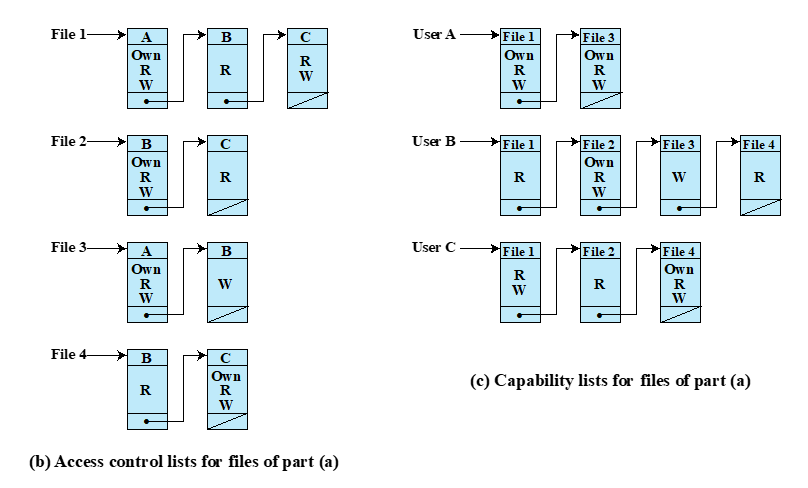 File 1
A
B
C
Own
R
W
R
R
W
File 2
B
C
Own
R
W
R
File 3
A
B
Own
R
W
W
File 4
B
C
R
Own
R
W
(b) Access control lists for files of part (a)
User A
File 1
File 3
Own
R
W
Own
R
W
User B
File 1
File 2
File 3
File 4
R
Own
R
W
W
R
User C
File 1
File 2
File 4
R
W
R
Own
R
W
(c) Capability lists for files of part (a)